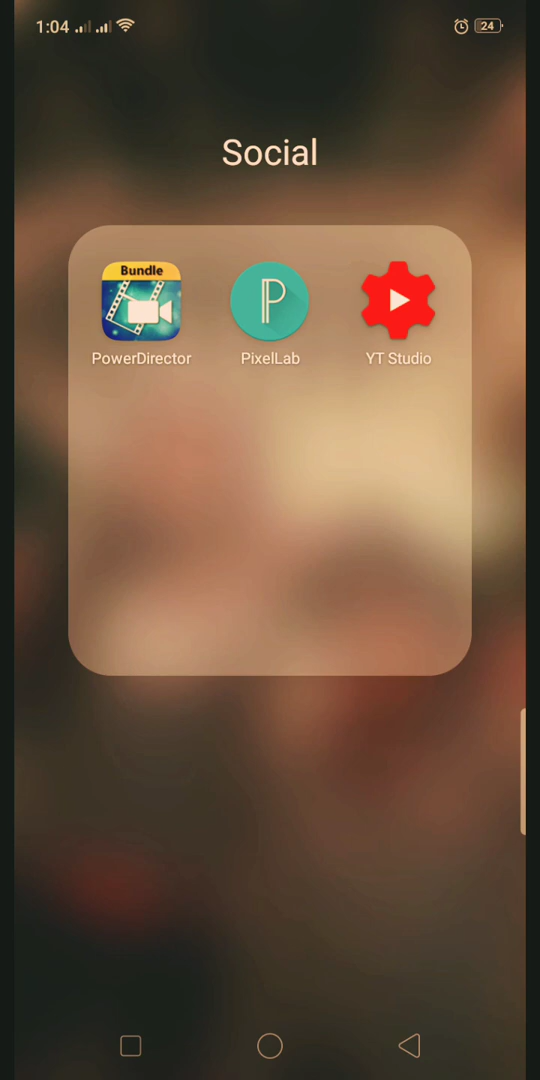 1:04
24
Social
Bundle
PowerDirector
PixelLab
YT Studio